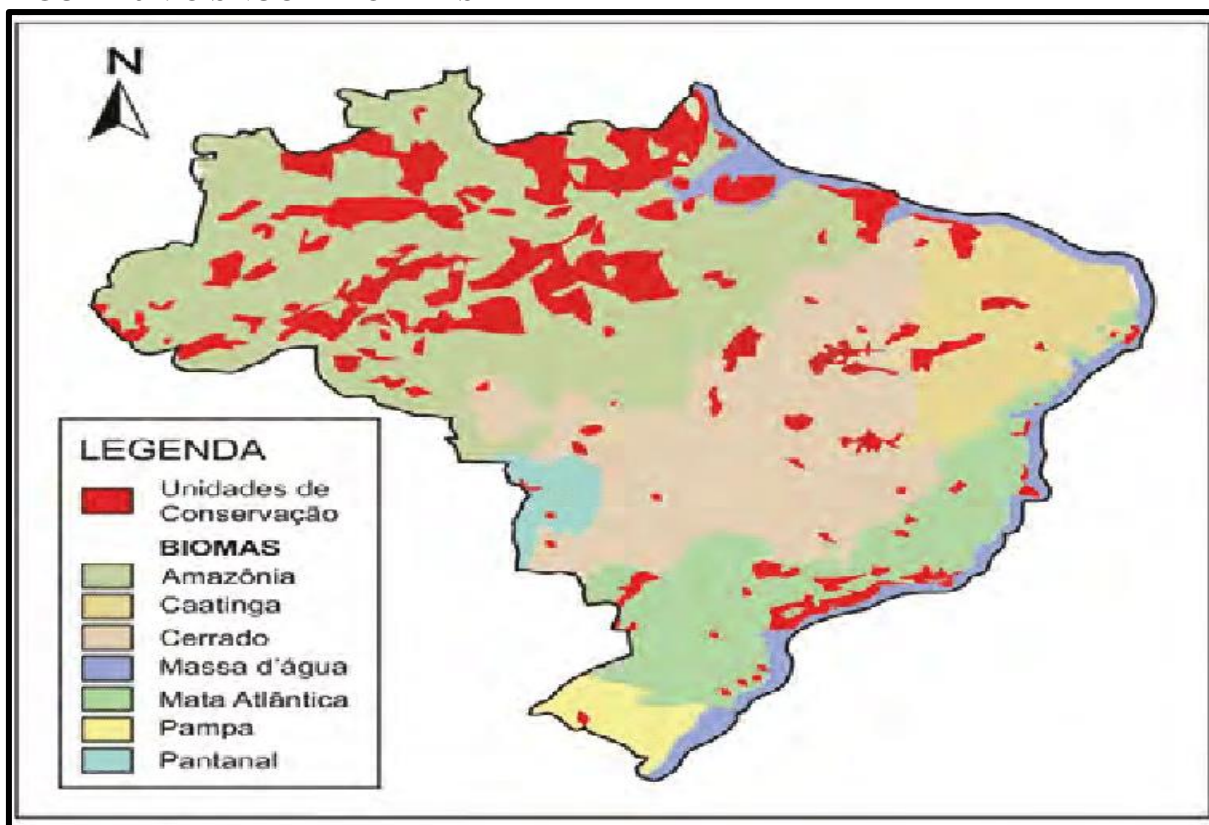 N
LEGENDA
Unidades de
Conservação
BIOMAS
Amazônia
Caatinga
Cerrado
Massa d'água
Mata Atlântica
Pampa
Pantanal